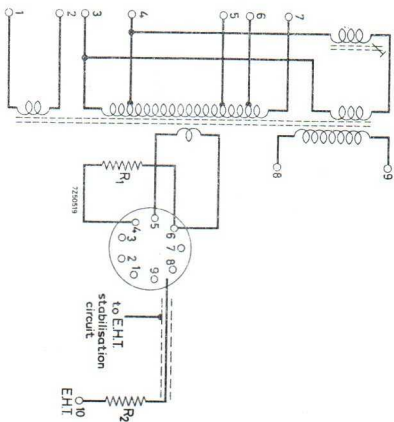 1 2 3 4 5 6 7
8 9
R1
7Z50519
5
4 6
3 7
2 8
1 9
to E.H.T.
stabilisation
circuit
R2
10
E.H.T.